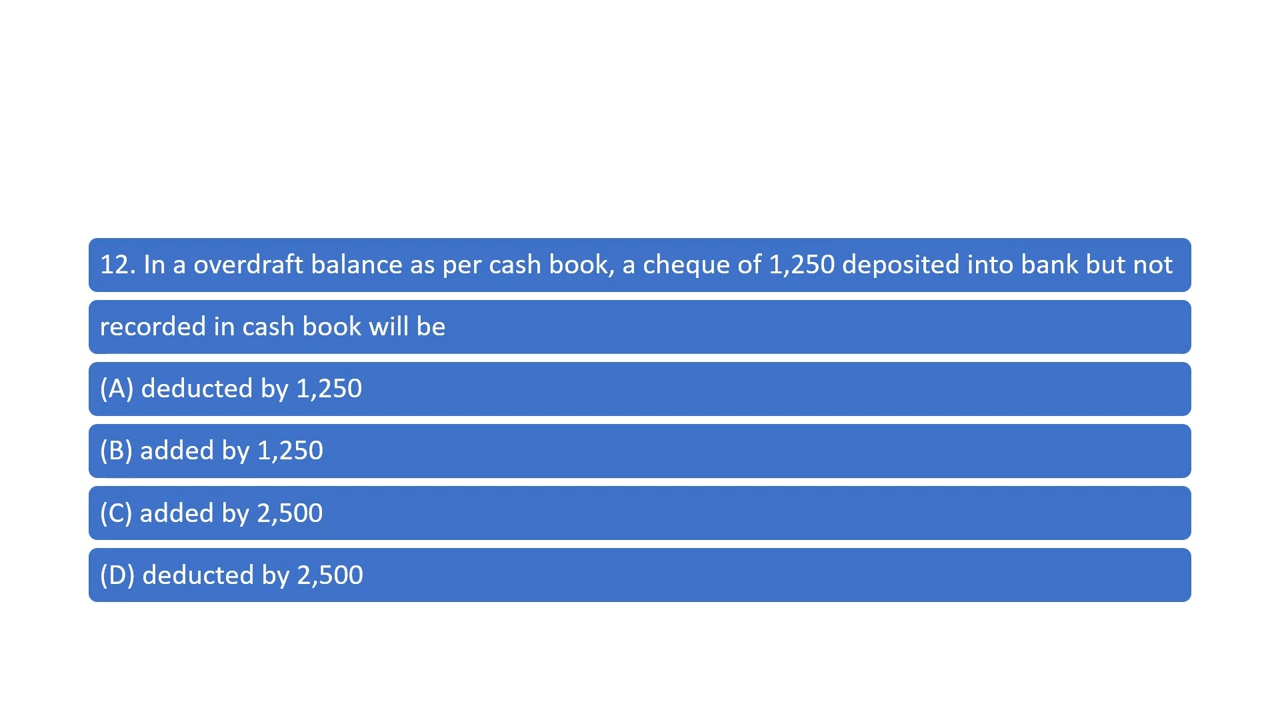 12. In a overdraft balance as per cash book, a cheque of 1,250 deposited into bank but not
recorded in cash book will be
(A) deducted by 1,250
(B) added by 1,250
(C) added by 2,500
(D) deducted by 2,500